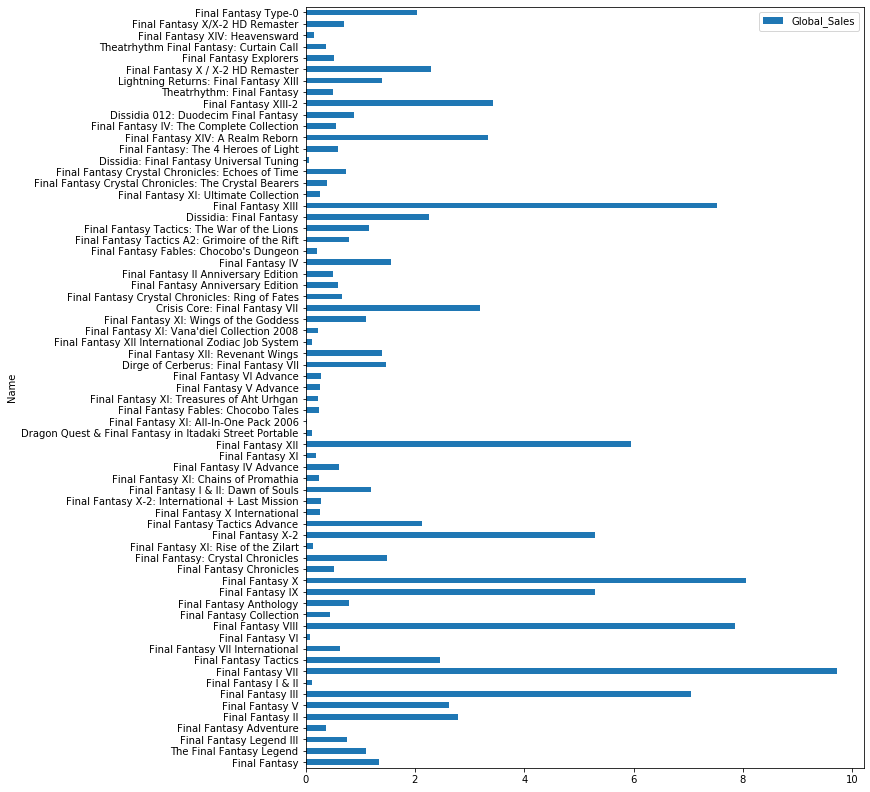 Final Fantasy Type-0
Final Fantasy X/X-2 HD Remaster
Final Fantasy XIV: Heavensward
Theatrhythm Final Fantasy: Curtain Call
Final Fantasy Explorers
Final Fantasy X / X-2 HD Remaster
Lightning Returns: Final Fantasy XIII
Theatrhythm: Final Fantasy
Final Fantasy XIII-2
Dissidia 012: Duodecim Final Fantasy
Final Fantasy IV: The Complete Collection
Final Fantasy XIV: A Realm Reborn
Final Fantasy: The 4 Heroes of Light
Dissidia: Final Fantasy Universal Tuning
Final Fantasy Crystal Chronicles: Echoes of Time
Final Fantasy Crystal Chronicles: The Crystal Bearers
Final Fantasy XI: Ultimate Collection
Final Fantasy XIII
Dissidia: Final Fantasy
Final Fantasy Tactics: The War of the Lions
Final Fantasy Tactics A2: Grimoire of the Rift
Final Fantasy Fables: Chocobo's Dungeon
Final Fantasy IV
Final Fantasy II Anniversary Edition
Final Fantasy Anniversary Edition
Final Fantasy Crystal Chronicles: Ring of Fates
Crisis Core: Final Fantasy VII
Final Fantasy XI: Wings of the Goddess
Final Fantasy XI: Vana'diel Collection 2008
Final Fantasy XII International Zodiac Job System
Final Fantasy XII: Revenant Wings
Dirge of Cerberus: Final Fantasy VII
Final Fantasy VI Advance
Final Fantasy V Advance
Final Fantasy XI: Treasures of Aht Urhgan
Final Fantasy Fables: Chocobo Tales
Final Fantasy XI: All-In-One Pack 2006
Dragon Quest & Final Fantasy in Itadaki Street Portable
Final Fantasy XII
Final Fantasy XI
Final Fantasy IV Advance
Final Fantasy XI: Chains of Promathia
Final Fantasy I & II: Dawn of Souls
Final Fantasy X-2: International + Last Mission
Final Fantasy X International
Final Fantasy Tactics Advance
Final Fantasy X-2
Final Fantasy XI: Rise of the Zilart
Final Fantasy: Crystal Chronicles
Final Fantasy Chronicles
Final Fantasy X
Final Fantasy IX
Final Fantasy Anthology
Final Fantasy Collection
Final Fantasy VIII
Final Fantasy VI
Final Fantasy VII International
Final Fantasy Tactics
Final Fantasy VII
Final Fantasy I & II
Final Fantasy III
Final Fantasy V
Final Fantasy II
Final Fantasy Adventure
Final Fantasy Legend III
The Final Fantasy Legend
Final Fantasy
Name
Global_Sales
0 2 4 6 8 10